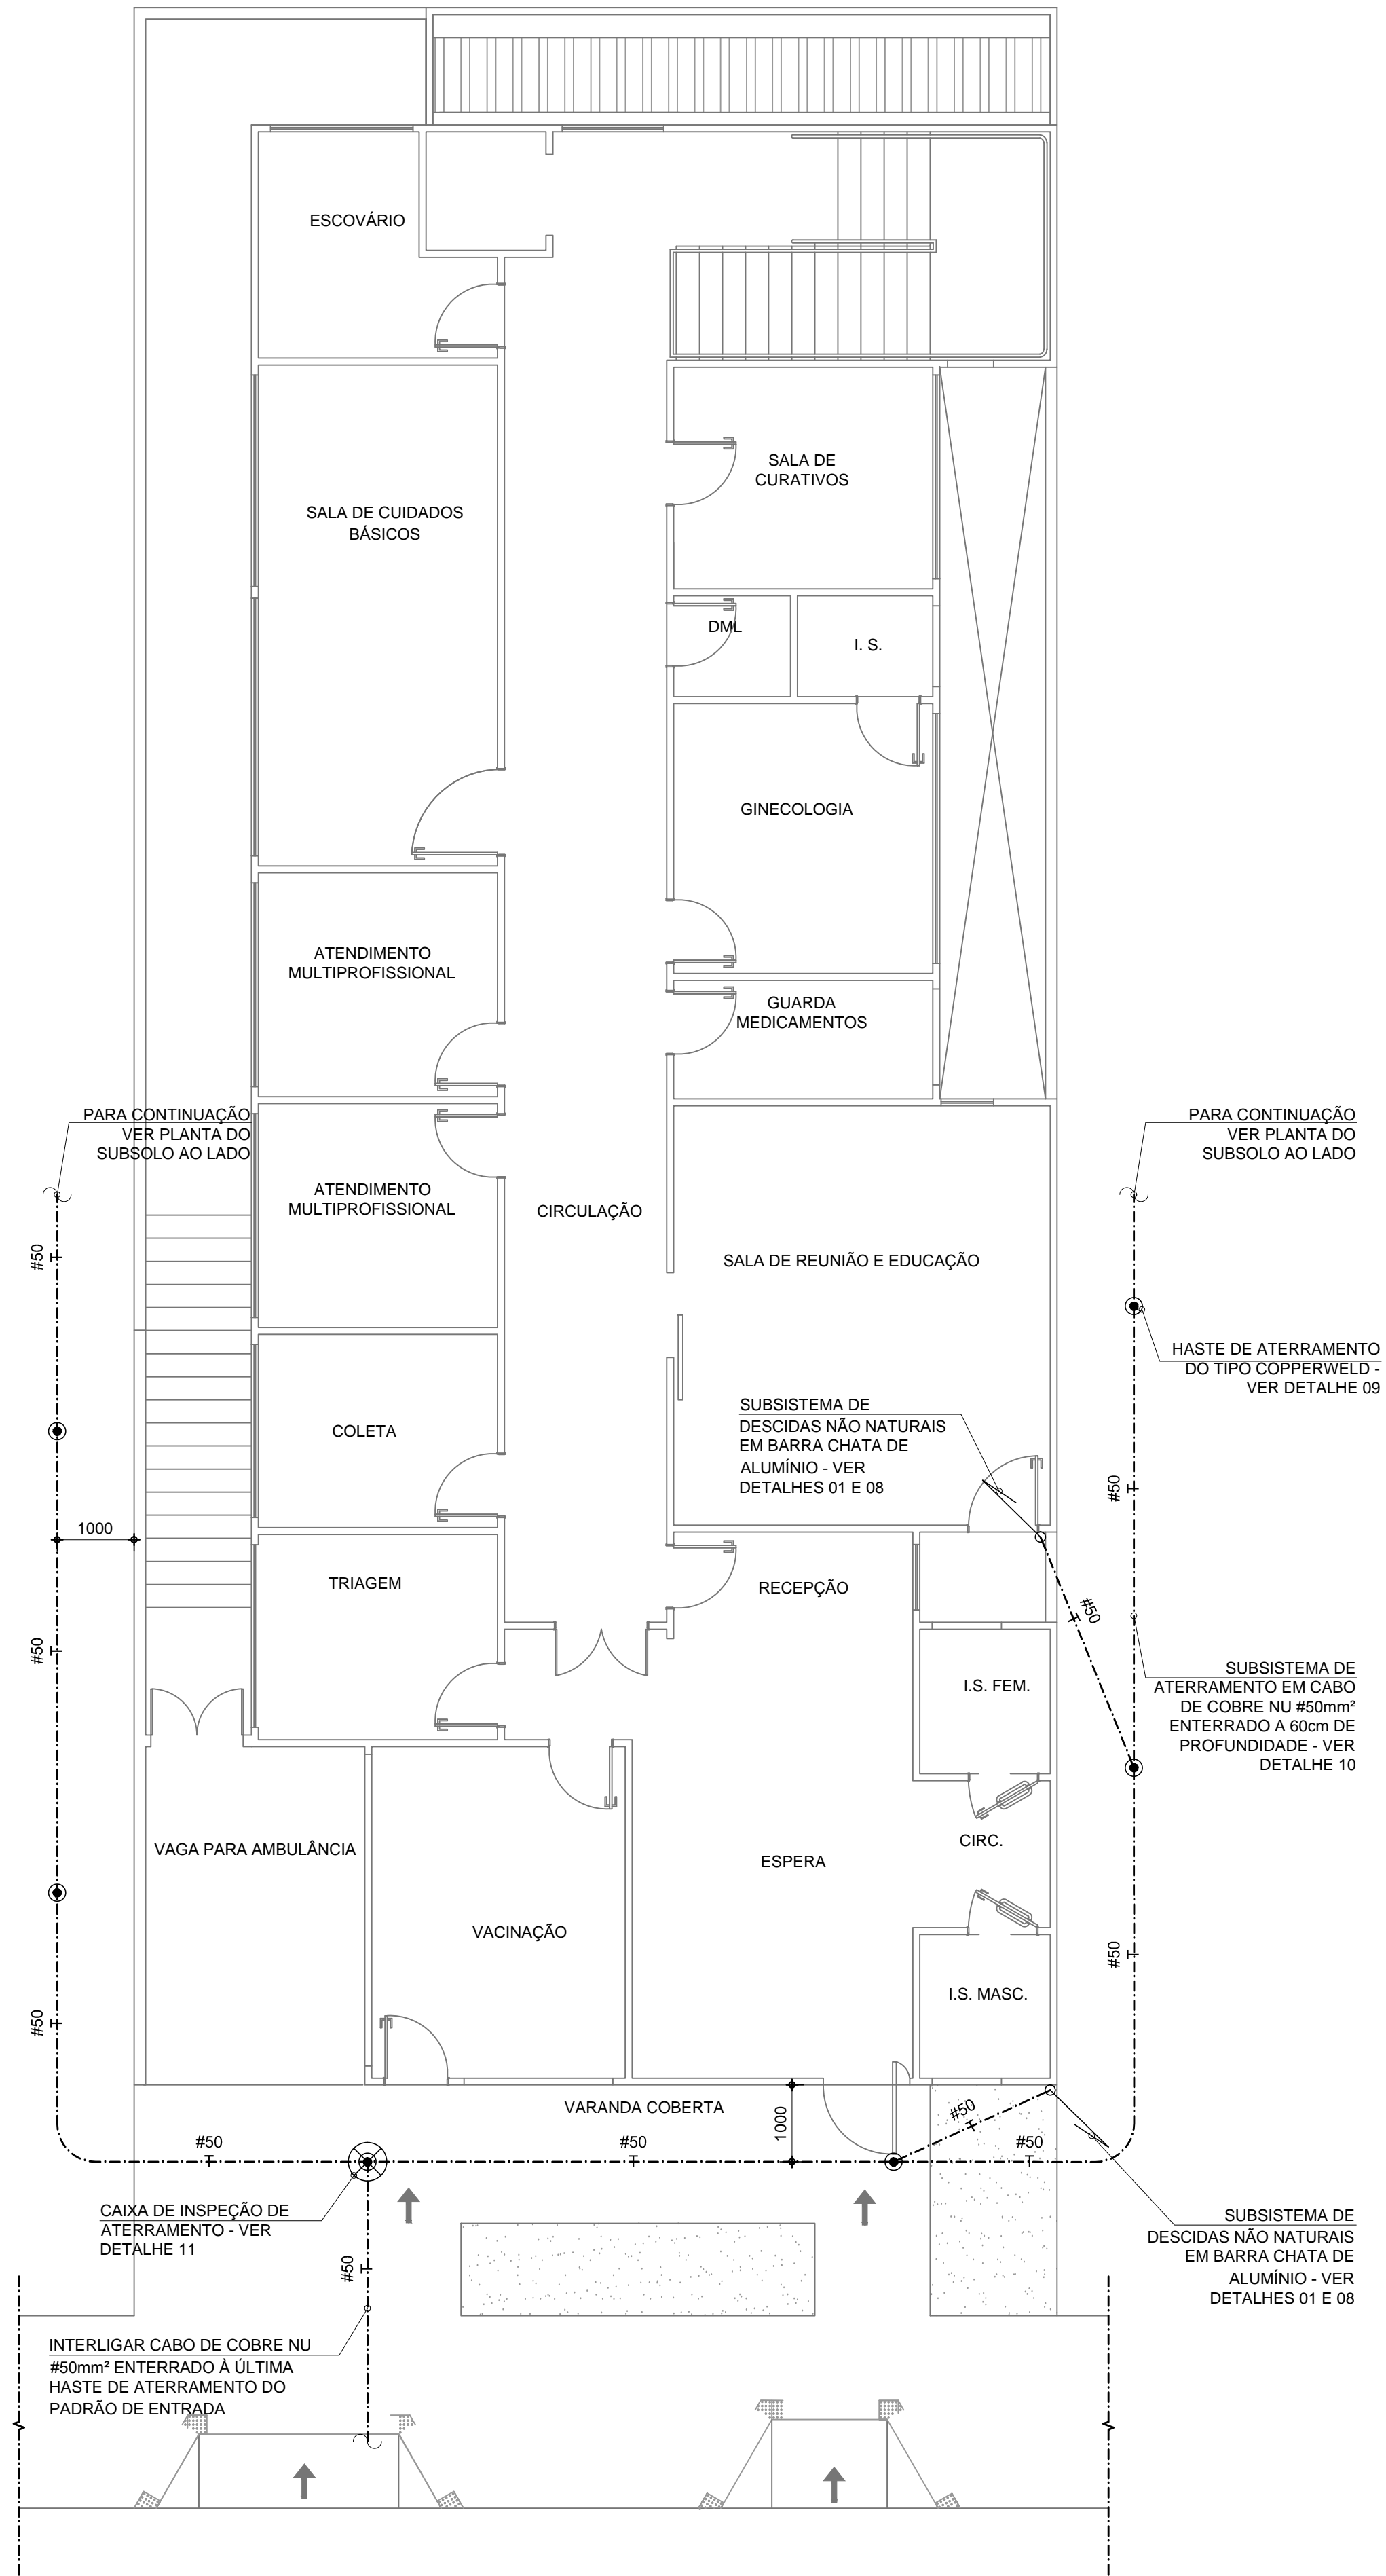 ESCOVÁRIO
SALA DE
CURATIVOS
SALA DE CUIDADOS
BÁSICOS
DML
I. S.
GINECOLOGIA
ATENDIMENTO
MULTIPROFISSIONAL
GUARDA
MEDICAMENTOS
PARA CONTINUAÇÃO
VER PLANTA DO
SUBSOLO AO LADO
PARA CONTINUAÇÃO
VER PLANTA DO
SUBSOLO AO LADO
ATENDIMENTO
MULTIPROFISSIONAL
CIRCULAÇÃO
#50
SALA DE REUNIÃO E EDUCAÇÃO
HASTE DE ATERRAMENTO
DO TIPO COPPERWELD -
VER DETALHE 09
SUBSISTEMA DE
DESCIDAS NÃO NATURAIS
EM BARRA CHATA DE
ALUMÍNIO - VER
DETALHES 01 E 08
COLETA
#50
1000
TRIAGEM
RECEPÇÃO
#50
#50
I.S. FEM.
SUBSISTEMA DE
ATERRAMENTO EM CABO
DE COBRE NU #50mm²
ENTERRADO A 60cm DE
PROFUNDIDADE - VER
DETALHE 10
VAGA PARA AMBULÂNCIA
ESPERA
CIRC.
VACINAÇÃO
#50
I.S. MASC.
#50
VARANDA COBERTA
1000
#50
#50
#50
#50
CAIXA DE INSPEÇÃO DE
ATERRAMENTO - VER
DETALHE 11
#50
SUBSISTEMA DE
DESCIDAS NÃO NATURAIS
EM BARRA CHATA DE
ALUMÍNIO - VER
DETALHES 01 E 08
INTERLIGAR CABO DE COBRE NU
#50mm² ENTERRADO À ÚLTIMA
HASTE DE ATERRAMENTO DO
PADRÃO DE ENTRADA